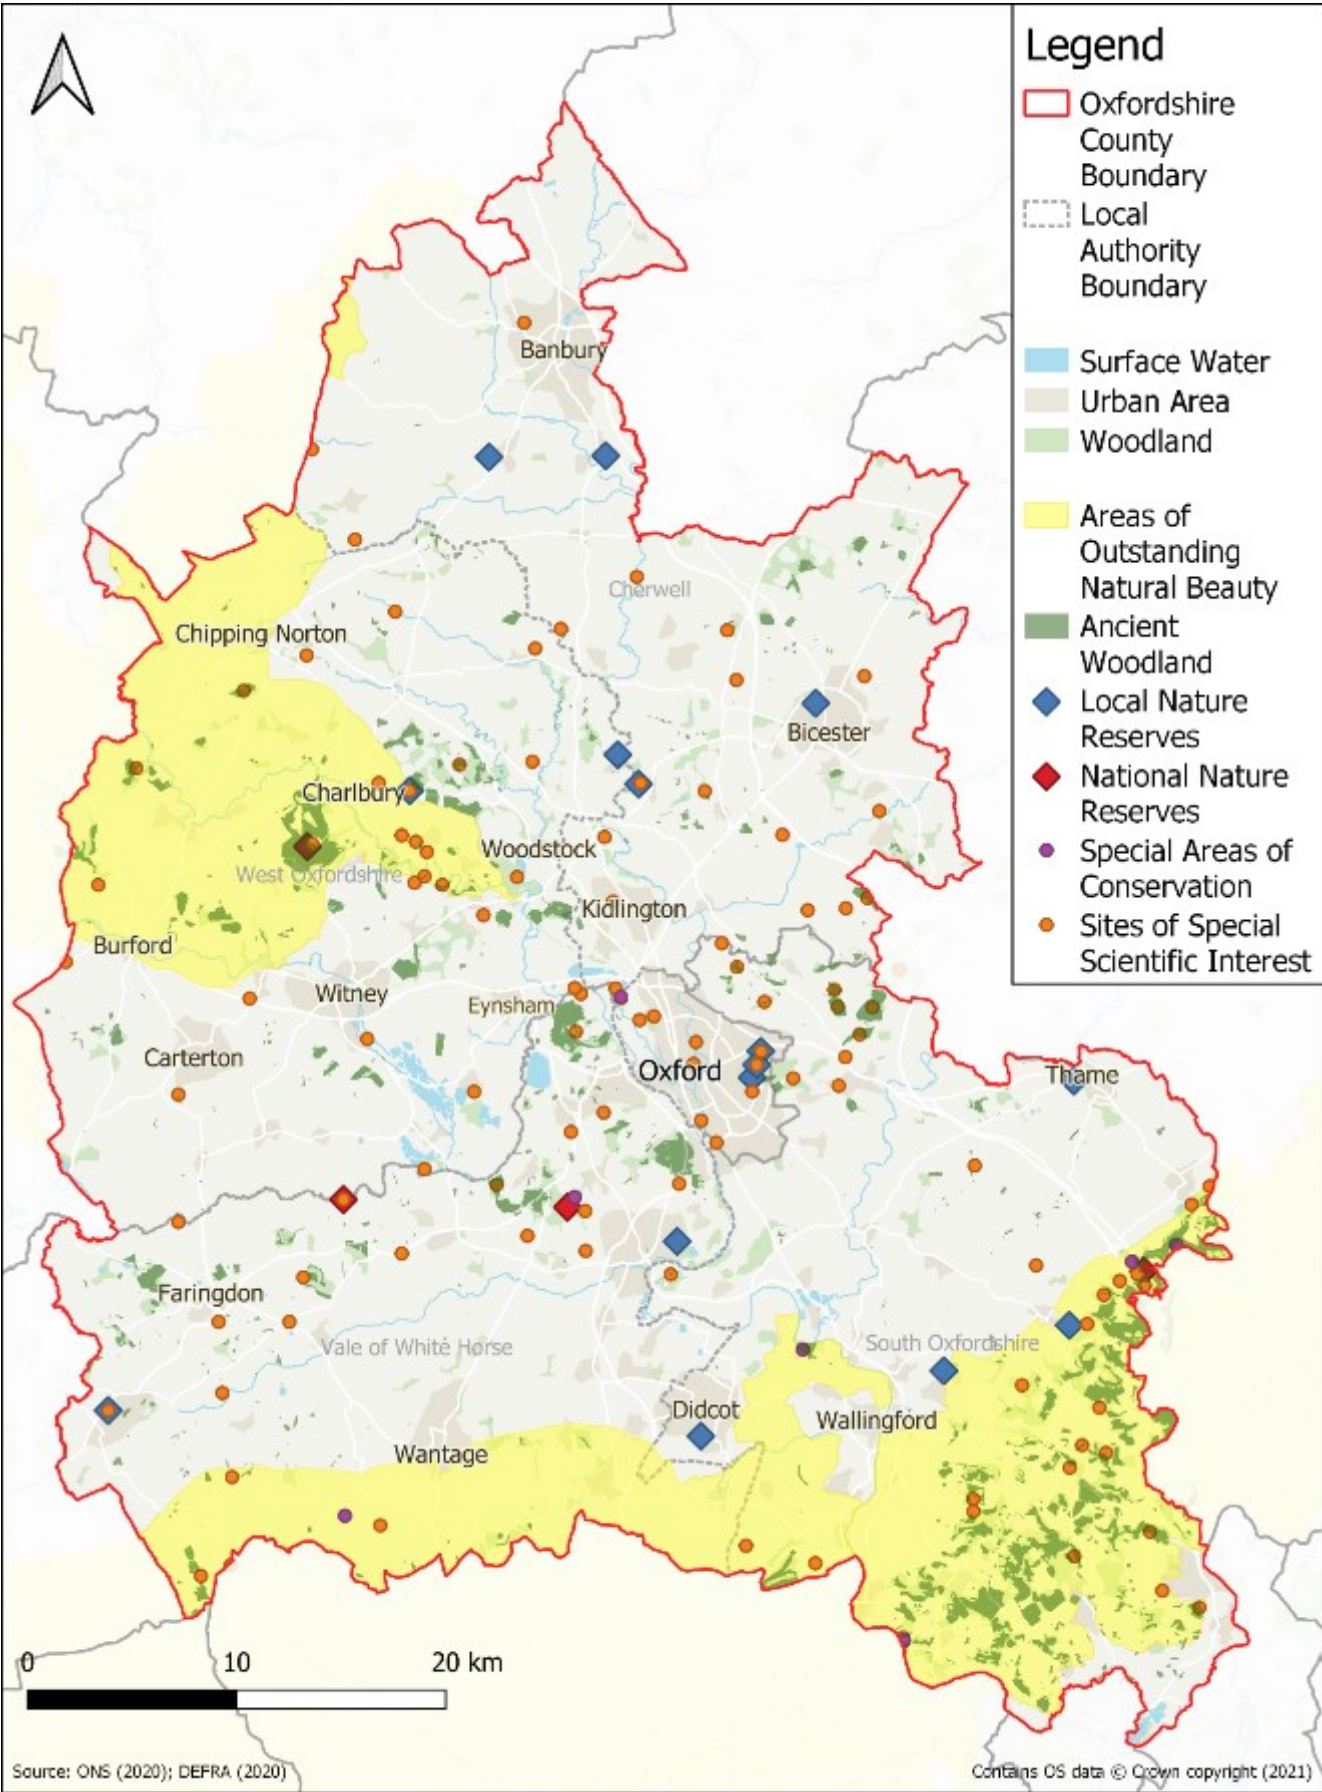 Legend
Oxfordshire
County
Boundary
Local
Authority
Boundary
Surface Water
Urban Area
Woodland
Areas of
Outstanding
Natural Beauty
Ancient
Woodland
Local Nature
Reserves
National Nature
Reserves
Special Areas of
Conservation
Sites of Special
Scientific Interest
Banbury
Cherwell
Chipping Norton
Bicester
Charlbury
Woodstock
West Oxfordshire
Kidlington
Burford
Witney
Eynsham
Carterton
Oxford
Thame
Faringdon
Vale of White Horse
South Oxfordshire
Didcot
Wallingford
Wantage
0 10 20 km
Source: ONS (2020); DEFRA (2020)
Contains OS data © Crown copyright (2021)